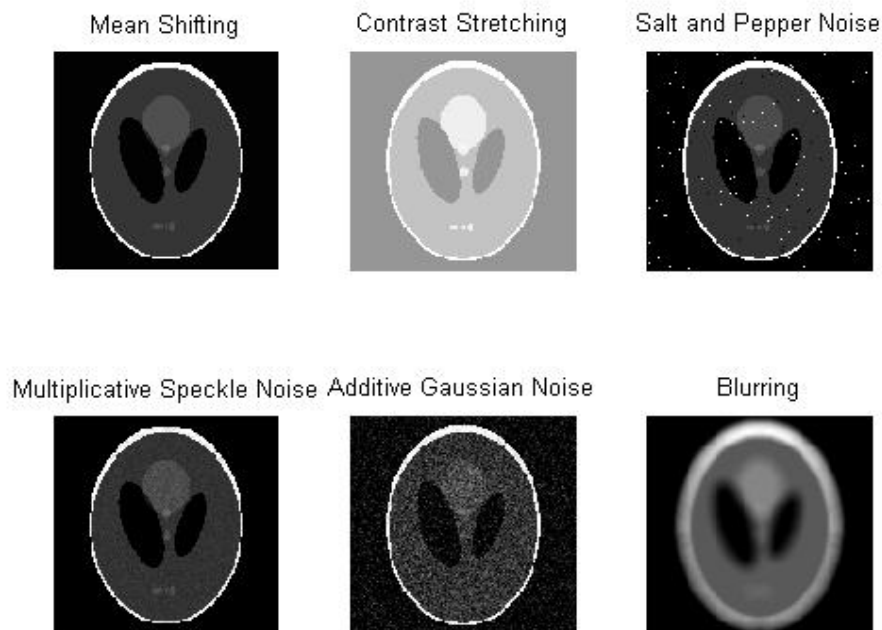 Mean Shifting
Contrast Stretching
Salt and Pepper Noise
Multiplicative Speckle Noise
Additive Gaussian Noise
Blurring